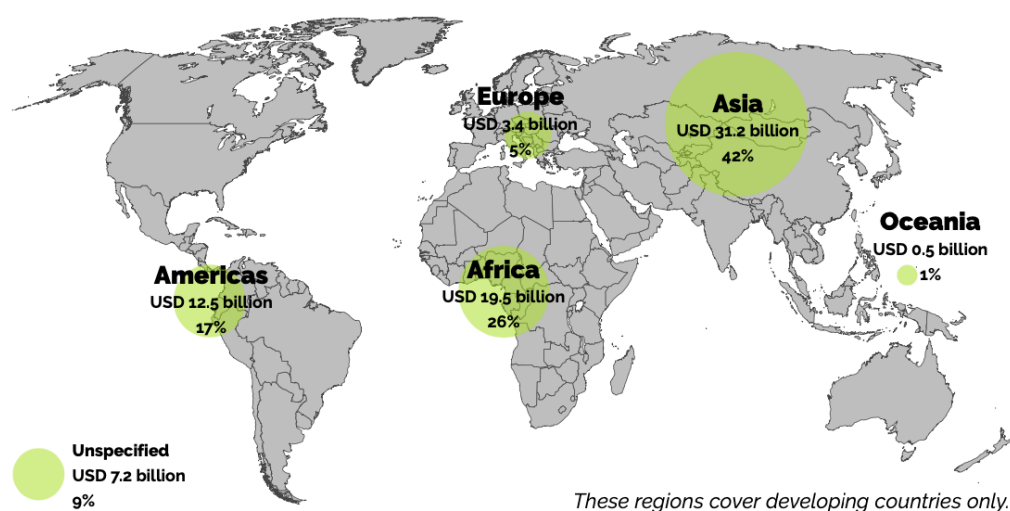 Europe
USD 3.4 billion
5%
Asia
USD 31.2 billion
42%
Oceania
USD 0.5 billion
1%
Americas
USD 12.5 billion
17%
Africa
USD 19.5 billion
26%
Unspecified
USD 7.2 billion
9%
These regions cover developing countries only.